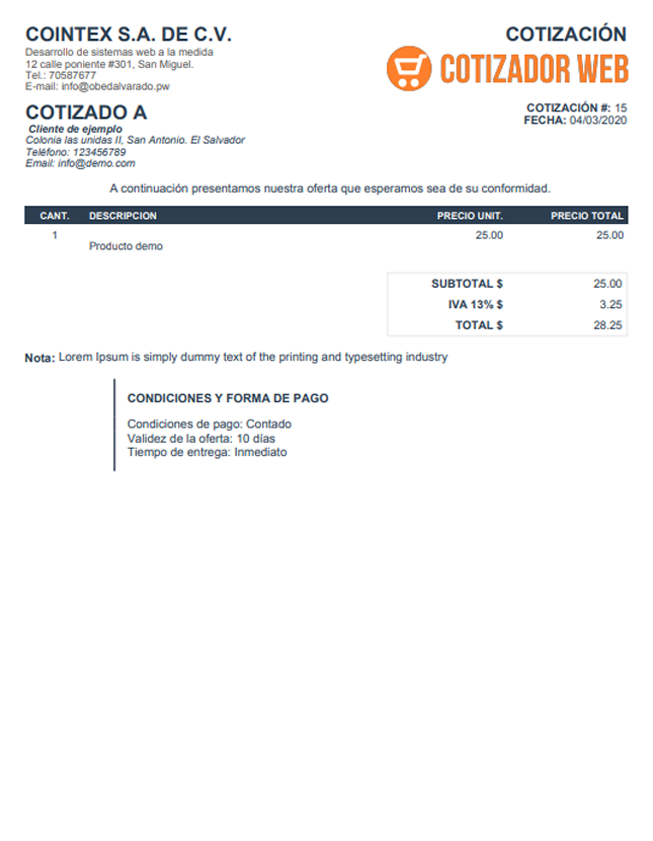 COINTEX S.A. DE C.V.
Desarrollo de sistemas web a la medida
12 calle poniente #301, San Miguel.
Tel.: 70587677
E-mail: info@obedalvarado.pw
COTIZACIÓN
COTIZADOR WEB
COTIZACIÓN #: 15
FECHA: 04/03/2020
COTIZADO A
Cliente de ejemplo
Colonia las unidas II, San Antonio. El Salvador
Teléfono: 123456789
Email: info@demo.com
A continuación presentamos nuestra oferta que esperamos sea de su conformidad.
CANT. DESCRIPCION PRECIO UNIT. PRECIO TOTAL
1 Producto demo 25.00 25.00
SUBTOTAL $ 25.00
IVA 13% $ 3.25
TOTAL $ 28.25
Nota: Lorem Ipsum is simply dummy text of the printing and typesetting industry
CONDICIONES Y FORMA DE PAGO
Condiciones de pago: Contado
Validez de la oferta: 10 días
Tiempo de entrega: Inmediato